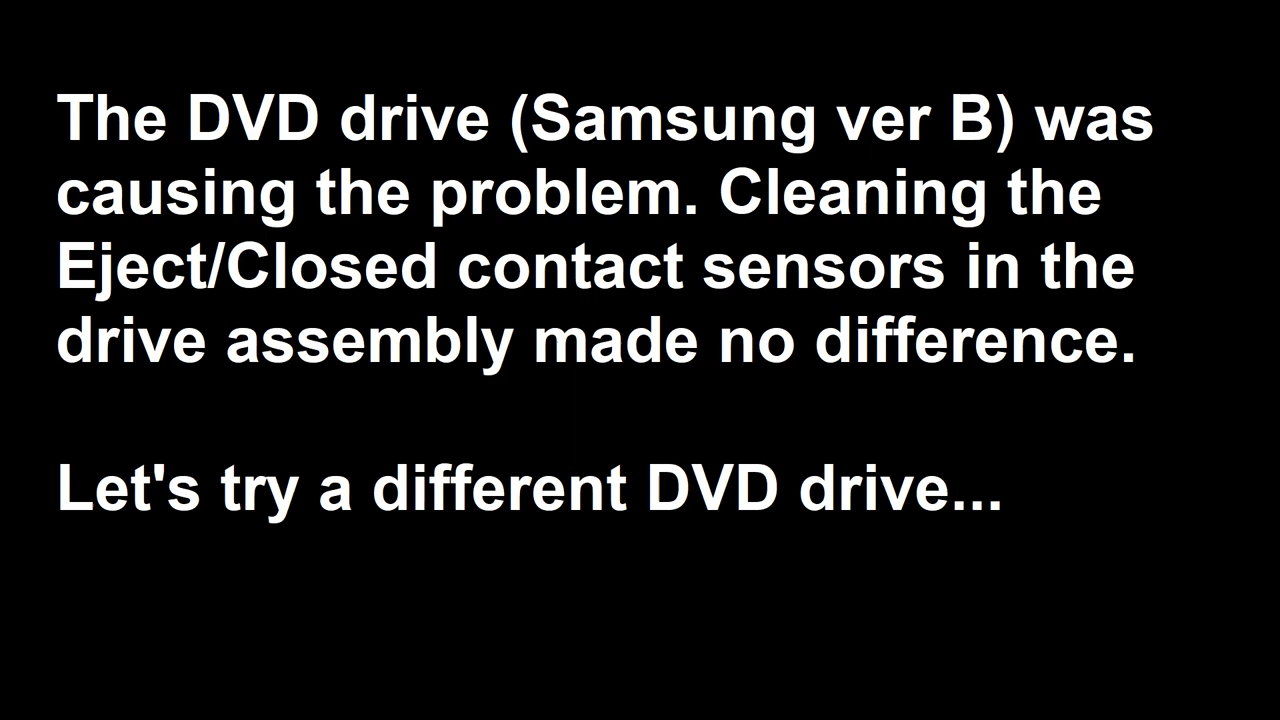 The DVD drive (Samsung ver B) was
causing the problem. Cleaning the
Eject/Closed contact sensors in the
drive assembly made no difference.
Let's try a different DVD drive...